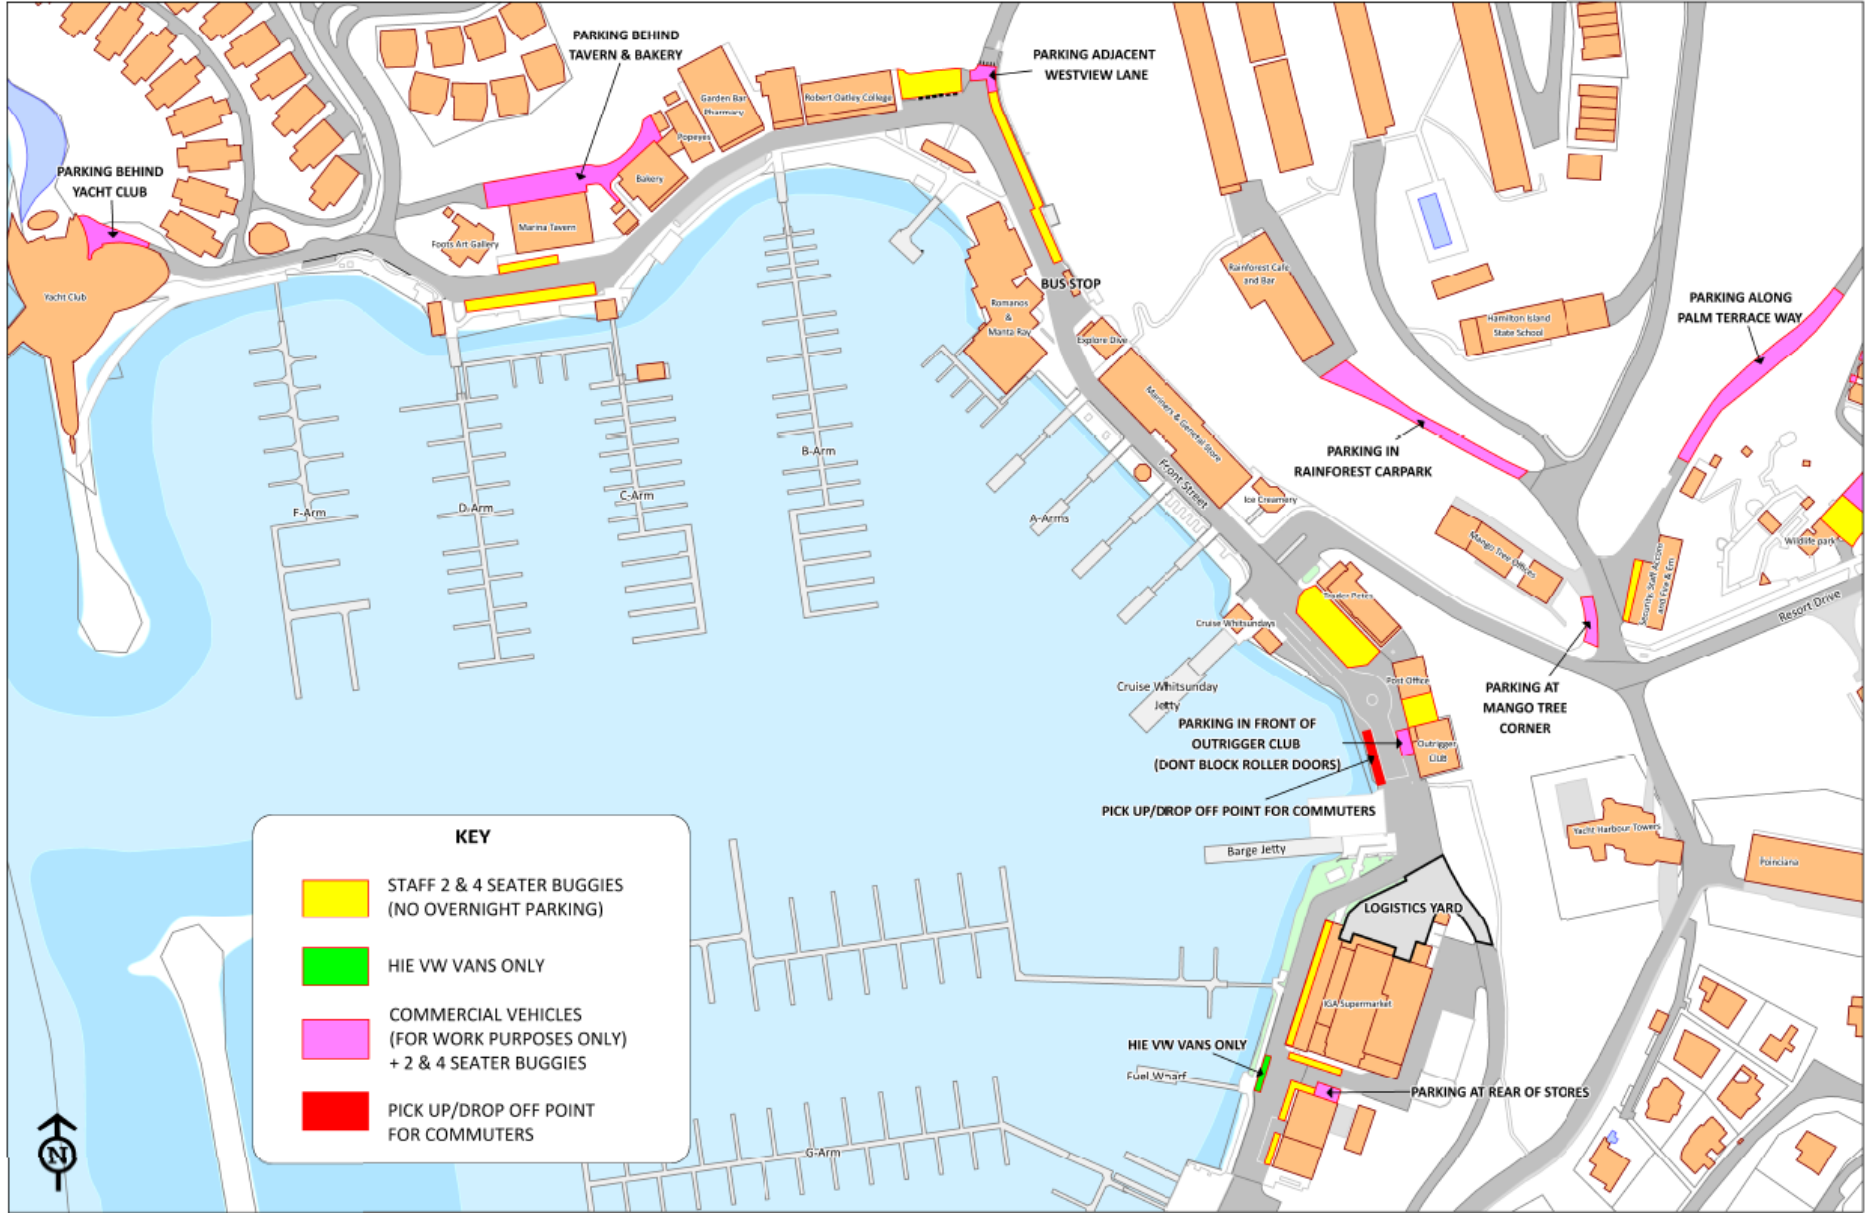 PARKING BEHIND
TAVERN & BAKERY
PARKING ADJACENT
WESTVIEW LANE
Garden Bar
Pharmacy
Robert Oatley College
Popeyes
PARKING BEHIND
YACHT CLUB
Bakery
Marina Tavern
Foots Art Gallery
Yacht Club
BUS STOP
Romanos
&
Manta Ray
Explore Dive
Rainforest Cafe
and Bar
Hamilton Island
State School
PARKING ALONG
PALM TERRACE WAY
Mariners & General Store
PARKING IN
RAINFOREST CARPARK
Front Street
Ice Creamery
F-Arm
D-Arm
C-Arm
B-Arm
A-Arms
Mango Tree Offices
Wildlife park
Security, Staff Accom
and Fire & Em
Resort Drive
Trader Petes
Cruise Whitsundays
Cruise Whitsunday
Jetty
Post Office
PARKING AT
MANGO TREE
CORNER
PARKING IN FRONT OF
OUTRIGGER CLUB
(DONT BLOCK ROLLER DOORS)
Outrigger
Club
PICK UP/DROP OFF POINT FOR COMMUTERS
Barge Jetty
Yacht Harbour Towers
Poinciana
LOGISTICS YARD
IGA Supermarket
HIE VW VANS ONLY
Fuel Wharf
PARKING AT REAR OF STORES
G-Arm
KEY
STAFF 2 & 4 SEATER BUGGIES
(NO OVERNIGHT PARKING)
HIE VW VANS ONLY
COMMERCIAL VEHICLES
(FOR WORK PURPOSES ONLY)
+ 2 & 4 SEATER BUGGIES
PICK UP/DROP OFF POINT
FOR COMMUTERS
N